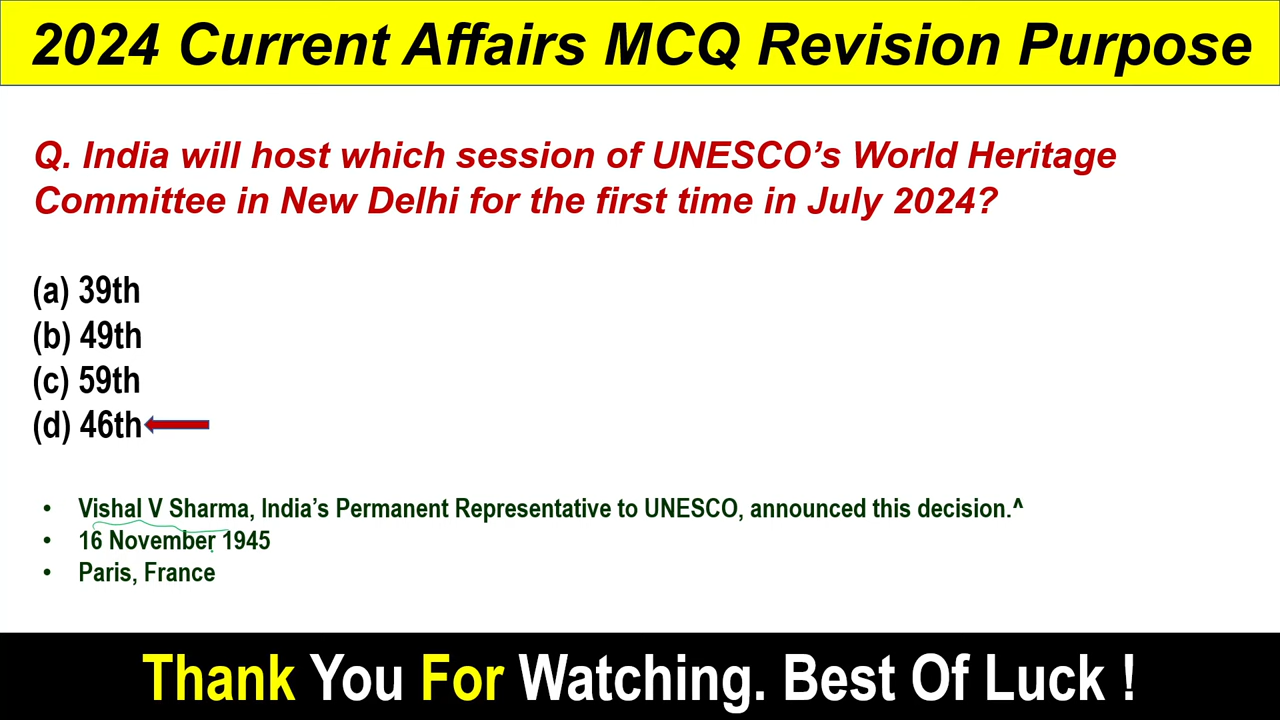 2024 Current Affairs MCQ Revision Purpose
Q. India will host which session of UNESCO’s World Heritage
Committee in New Delhi for the first time in July 2024?
(a) 39th
(b) 49th
(c) 59th
(d) 46th
• Vishal V Sharma, India’s Permanent Representative to UNESCO, announced this decision.^
• 16 November 1945
• Paris, France
Thank You For Watching. Best Of Luck !